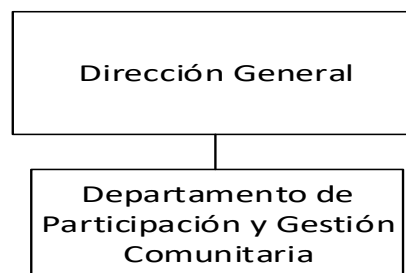 Dirección General
Departamento de
Participación y Gestión
Comunitaria